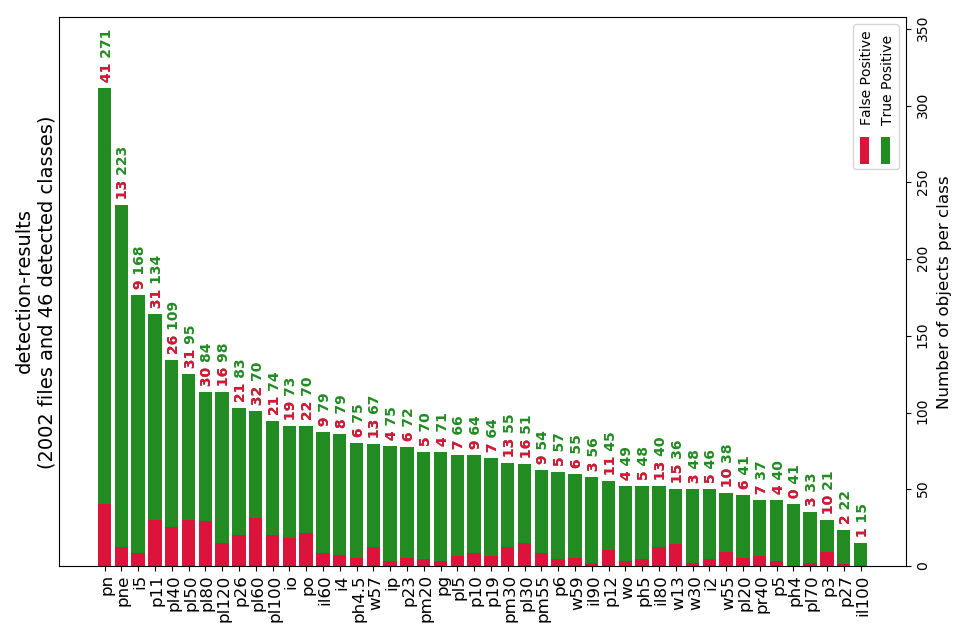 detection-results
(2002 files and 46 detected classes)
pn 41 271
pne 13 223
i5 9 168
p11 31 134
pl40 26 109
pl50 31 95
pl80 30 84
pl120 16 98
p26 21 83
pl60 32 70
pl100 21 74
io 19 73
po 22 70
il60 9 79
i4 8 79
ph4.5 6 75
w57 13 67
ip 4 75
p23 6 72
pm20 5 70
pg 4 71
pl5 7 66
p10 9 64
p19 7 64
pm30 13 55
pl30 16 51
pm55 9 54
p6 5 57
w59 6 55
il90 3 56
p12 11 45
wo 4 49
ph5 5 48
il80 13 40
w13 15 36
w30 3 48
i2 5 46
w55 10 38
pl20 6 41
pr40 7 37
p5 4 40
ph4 0 41
pl70 3 33
p3 10 21
p27 2 22
il100 1 15
False Positive
True Positive
0 50 100 150 200 250 300 350
Number of objects per class